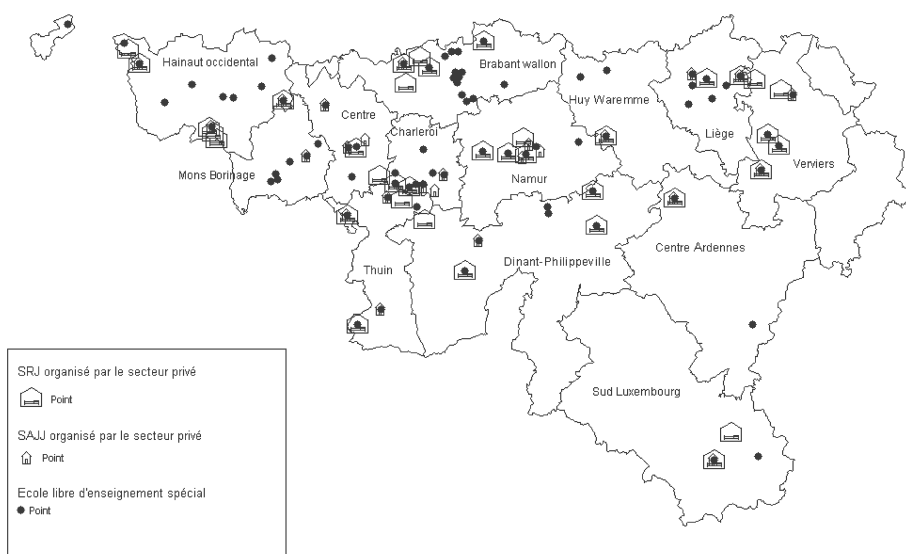 Hainaut occidental
Brabant wallon
Centre
Huy Waremme
Charleroi
Liège
Mons Borinage
Namur
Verviers
Centre Ardennes
Thuin
Dinant-Philippeville
Sud Luxembourg
SRJ organisé par le secteur privé
Point
SAJJ organisé par le secteur privé
Point
Ecole libre d'enseignement spécial
Point